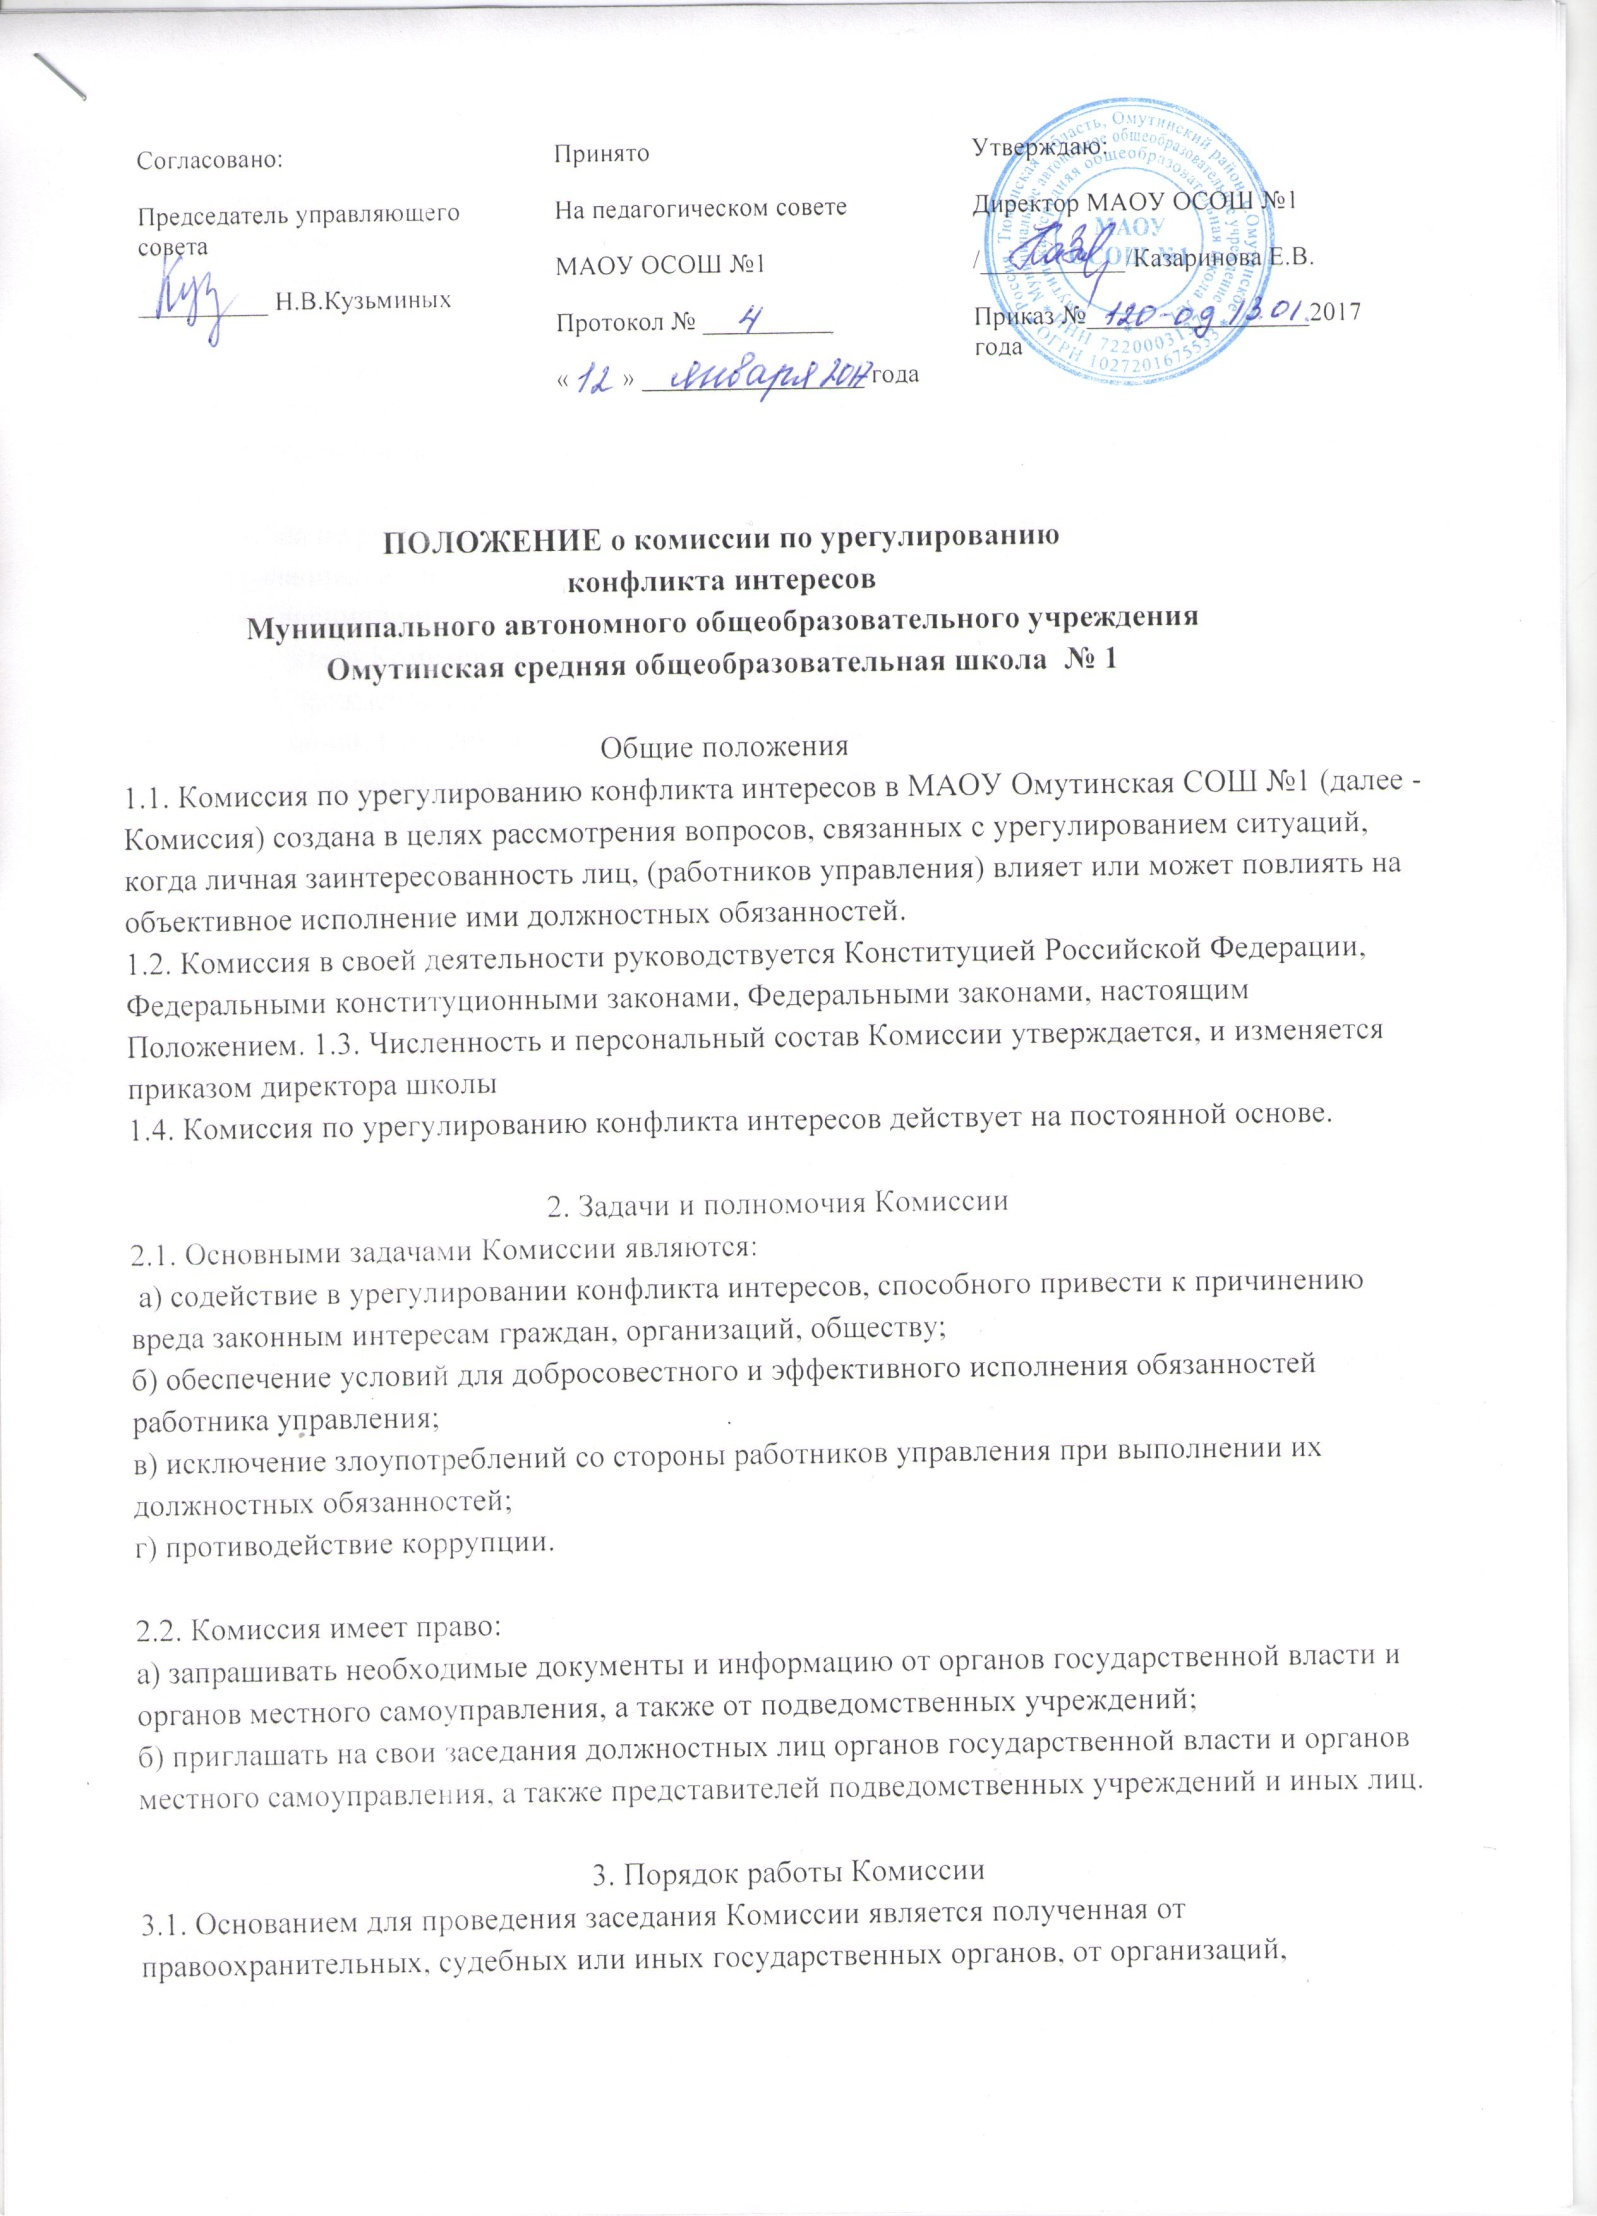 Согласовано:
Председатель управляющего
совета
Куз Н.В.Кузьминых
Принято
На педагогическом совете
МАОУ ОСОШ №1
Протокол № 4
« 12 » января 2017 года
Утверждаю:
Директор МАОУ ОСОШ №1
/ Казаринова Е.В.
Приказ № 120-од 13.01.2017
года
МАОУ
ОГРН 1027201675533
ПОЛОЖЕНИЕ о комиссии по урегулированию
конфликта интересов
Муниципального автономного общеобразовательного учреждения
Омутинская средняя общеобразовательная школа № 1
Общие положения
1.1. Комиссия по урегулированию конфликта интересов в МАОУ Омутинская СОШ №1 (далее -
Комиссия) создана в целях рассмотрения вопросов, связанных с урегулированием ситуаций,
когда личная заинтересованность лиц, (работников управления) влияет или может повлиять на
объективное исполнение ими должностных обязанностей.
1.2. Комиссия в своей деятельности руководствуется Конституцией Российской Федерации,
Федеральными конституционными законами, Федеральными законами, настоящим
Положением. 1.3. Численность и персональный состав Комиссии утверждается, и изменяется
приказом директора школы
1.4. Комиссия по урегулированию конфликта интересов действует на постоянной основе.
2. Задачи и полномочия Комиссии
2.1. Основными задачами Комиссии являются:
а) содействие в урегулировании конфликта интересов, способного привести к причинению
вреда законным интересам граждан, организаций, обществу;
б) обеспечение условий для добросовестного и эффективного исполнения обязанностей
работника управления;
в) исключение злоупотреблений со стороны работников управления при выполнении их
должностных обязанностей;
г) противодействие коррупции.
2.2. Комиссия имеет право:
а) запрашивать необходимые документы и информацию от органов государственной власти и
органов местного самоуправления, а также от подведомственных учреждений;
б) приглашать на свои заседания должностных лиц органов государственной власти и органов
местного самоуправления, а также представителей подведомственных учреждений и иных лиц.
3. Порядок работы Комиссии
3.1. Основанием для проведения заседания Комиссии является полученная от
правоохранительных, судебных или иных государственных органов, от организаций,